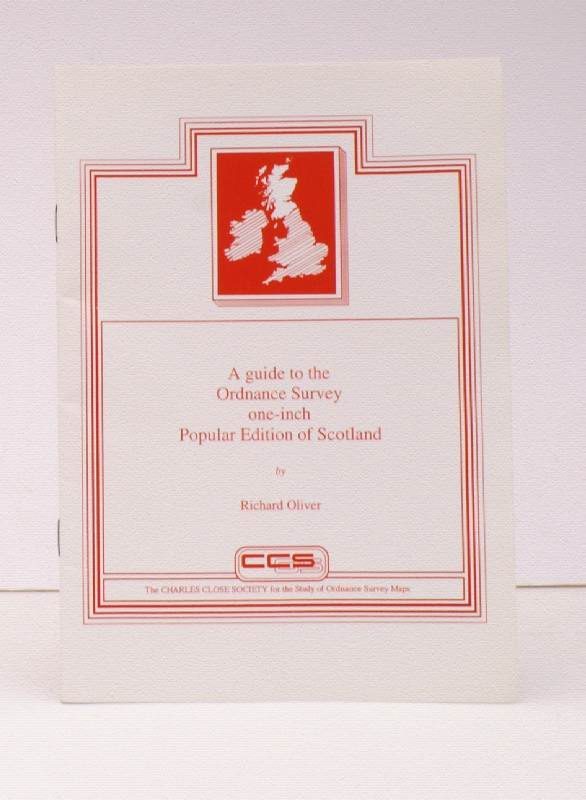 A guide to the
Ordnance Survey
one-inch
Popular Edition of Scotland
by
Richard Oliver
CCS
The CHARLES CLOSE SOCIETY for the Study of Ordnance Survey Maps